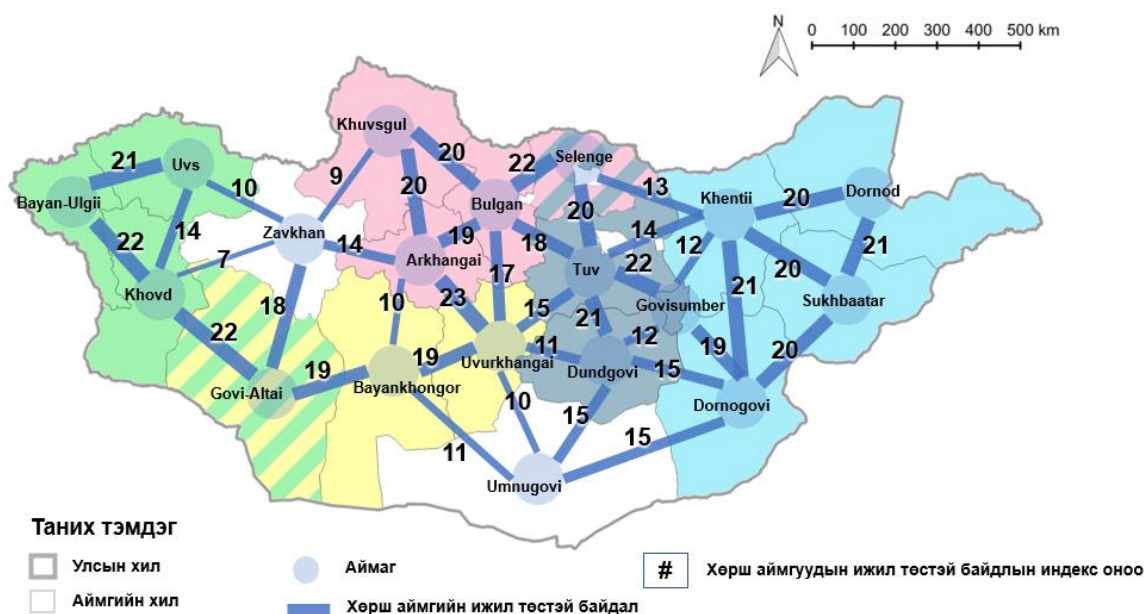 N
0 100 200 300 400 500 km
Khuvsgul
Uvs
21
20
22
Selenge
9
Bayan-Ulgii
10
20
13
Khentii
20
Dornod
Bulgan
20
Zavkhan
14
14
19
18
12
22
7
14
Arkhangai
Tuv
22
21
17
20
Khovd
21
Govisumber
Sukhbaatar
18
10
23
15
22
21
12
19
Uvurkhangai
11
20
19
19
15
Govi-Altai
Bayankhongor
Dundgovi
10
Dornogovi
15
11
15
Umnugovi
Таних тэмдэг
Улсын хил
Аймаг
# Хөрш аймгуудын ижил төстэй байдлын индекс оноо
Аймгийн хил
Хөрш аймгийн ижил төстэй байдал